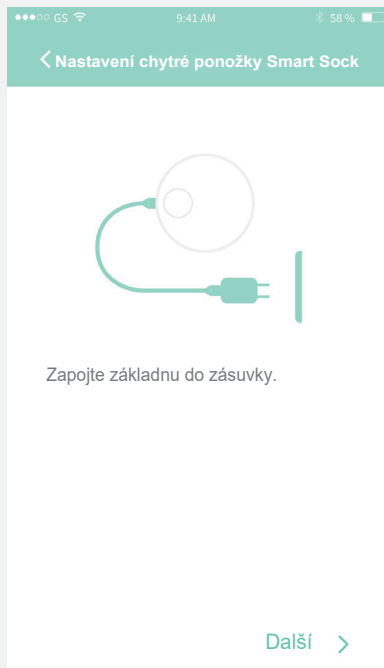 GS 9:41 AM 58 %
Nastavení chytré ponožky Smart Sock
Zapojte základnu do zásuvky.
Další